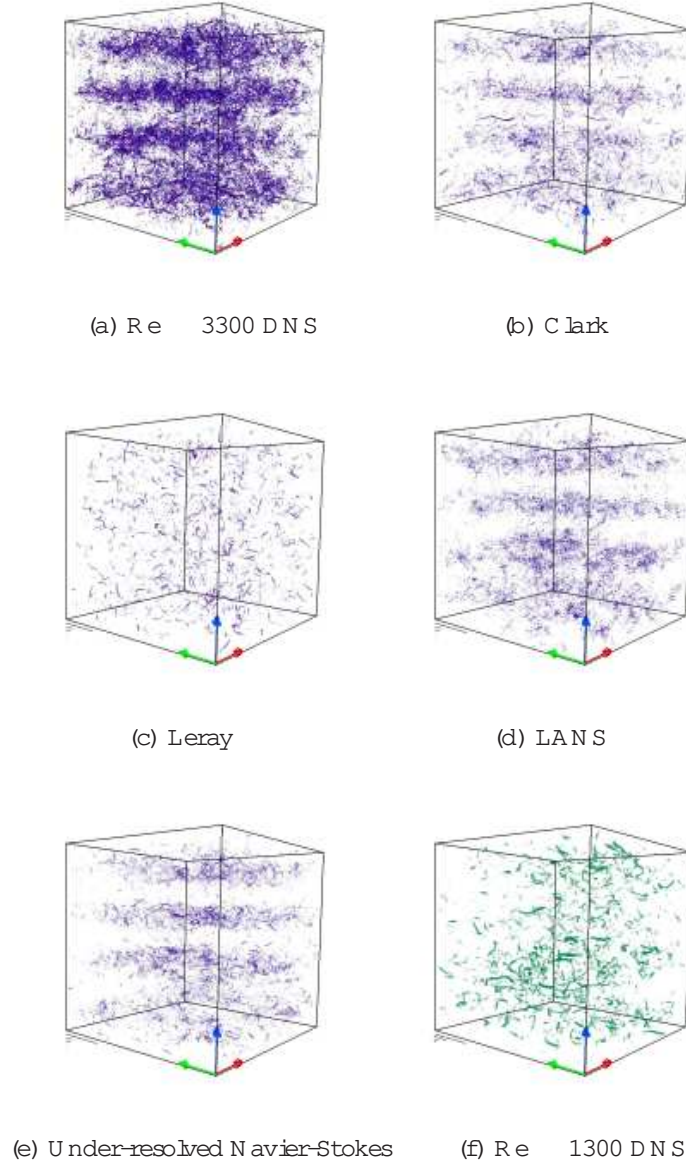 (a) Re 3300 DNS
(b) Clark
(c) Leray
(d) LANS
(e) Under-resolved Navier-Stokes
(f) Re 1300 DNS